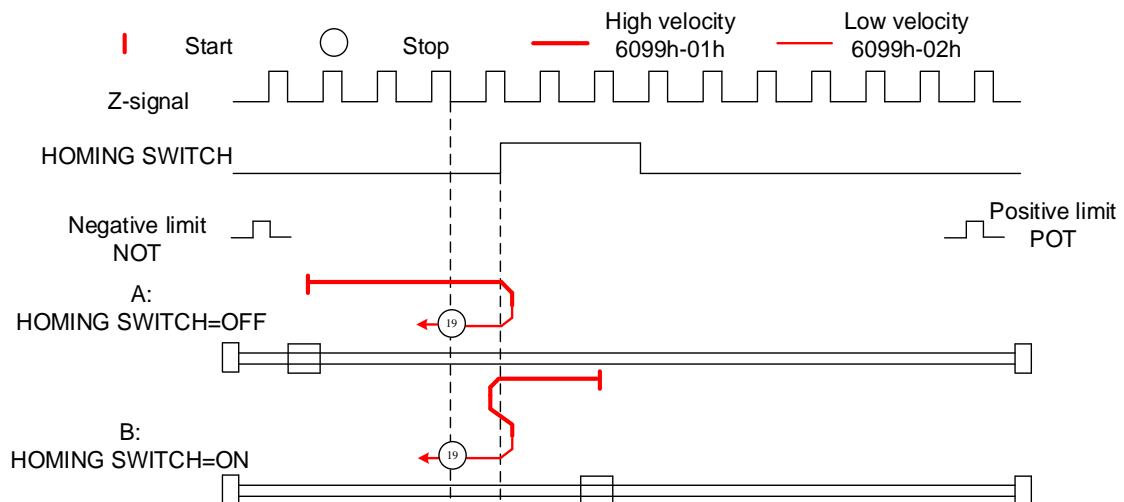 Start
Stop
High velocity
6099h-01h
Low velocity
6099h-02h
Z-signal
HOMING SWITCH
Negative limit
NOT
Positive limit
POT
A:
HOMING SWITCH=OFF
19
B:
HOMING SWITCH=ON
19